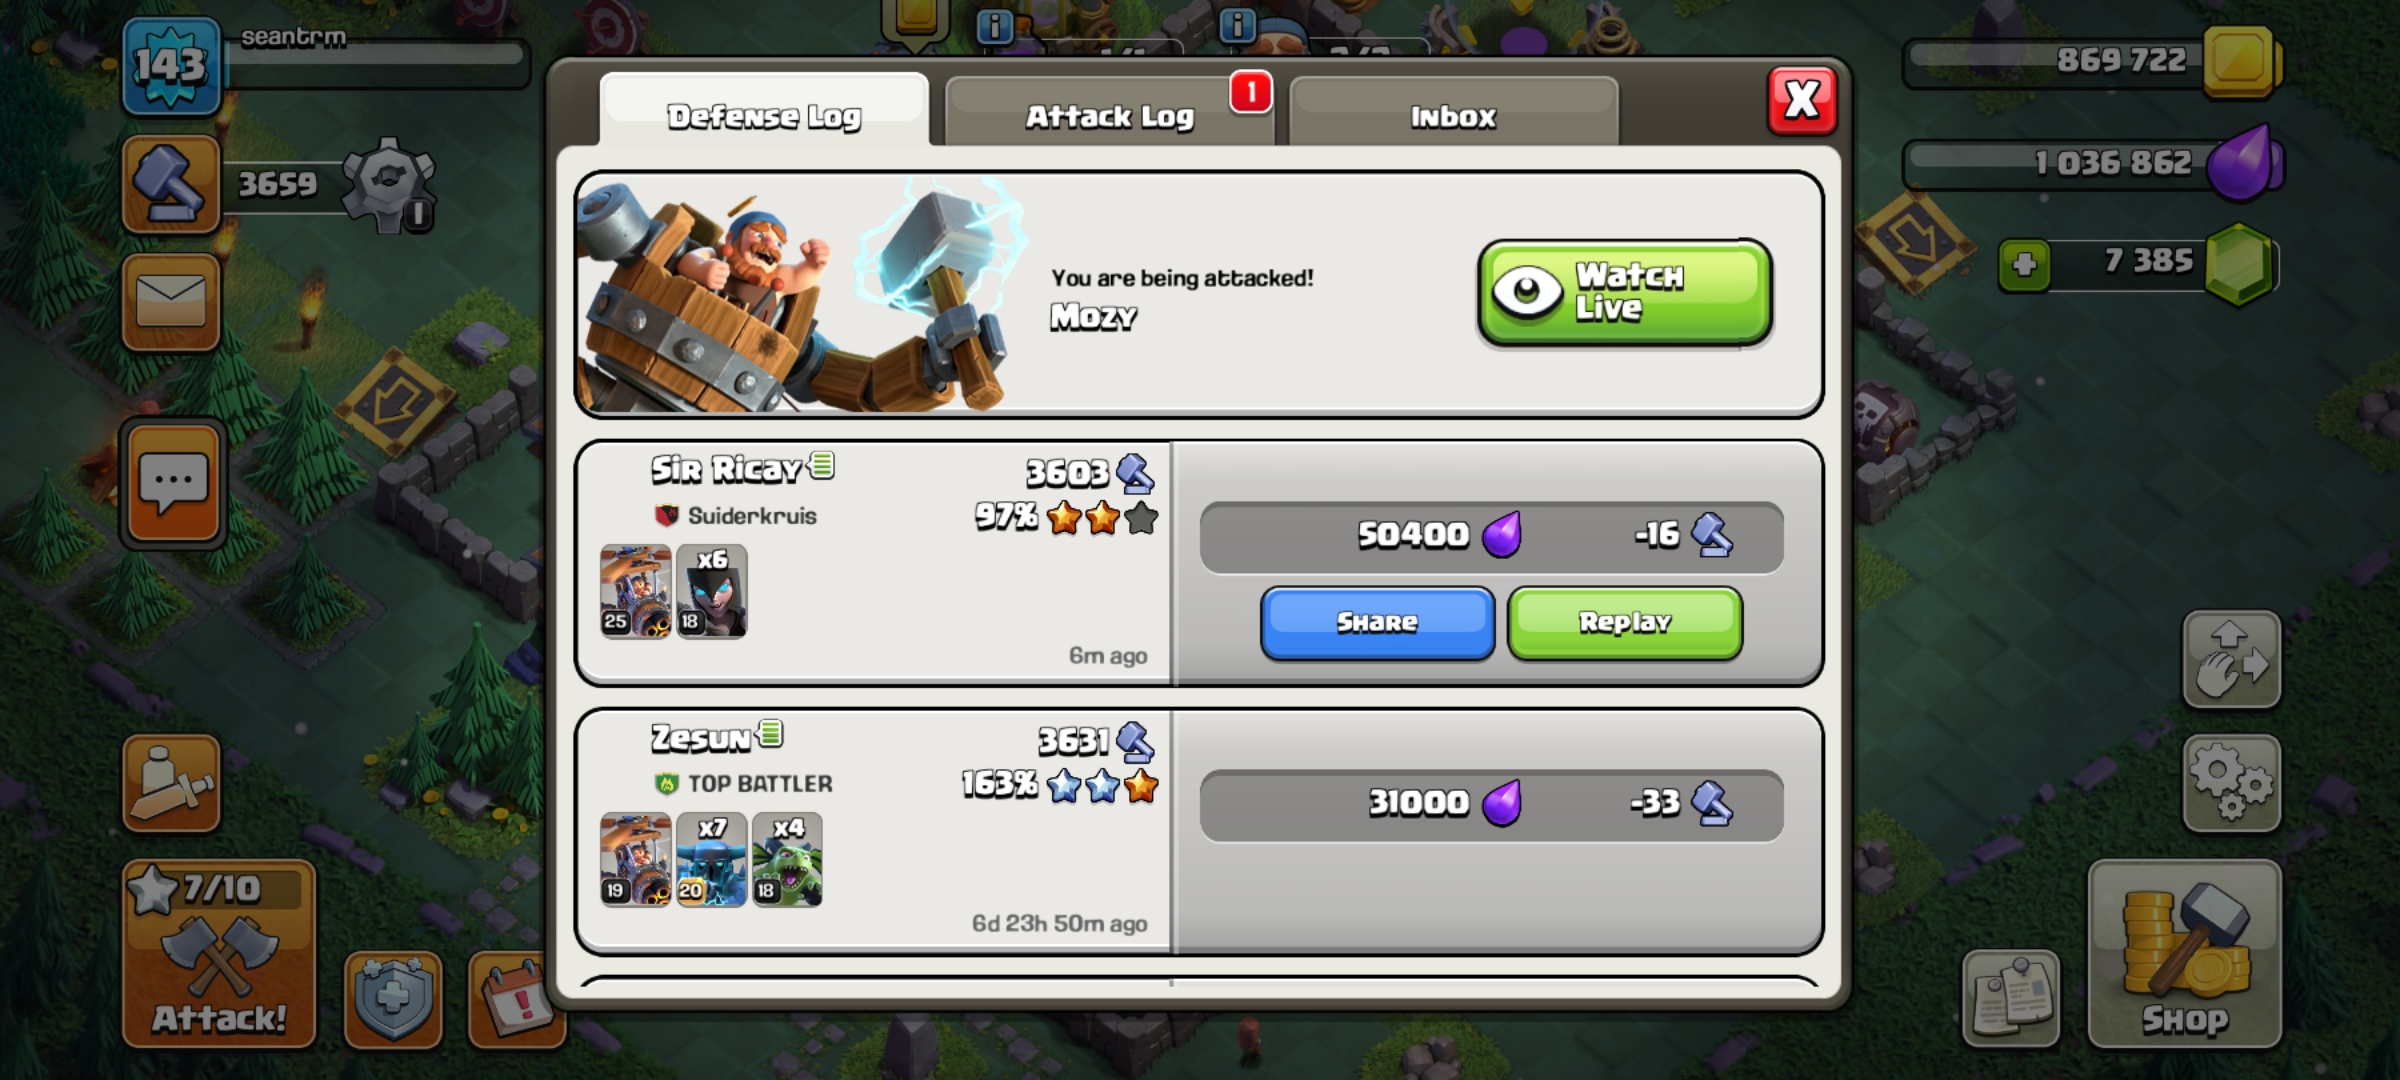 143
seantrm
869 722
Defense Log
Attack Log
1
Inbox
X
3659
I
1 036 862
You are being attacked!
Mozy
Watch
Live
7 385
Sir Ricay
3603
Suiderkruis
97%
50400
-16
x6
25
18
Share
Replay
6m ago
Zesun
3631
TOP BATTLER
163%
31000
-33
x7
x4
19
20
18
6d 23h 50m ago
7/10
Attack!
Shop